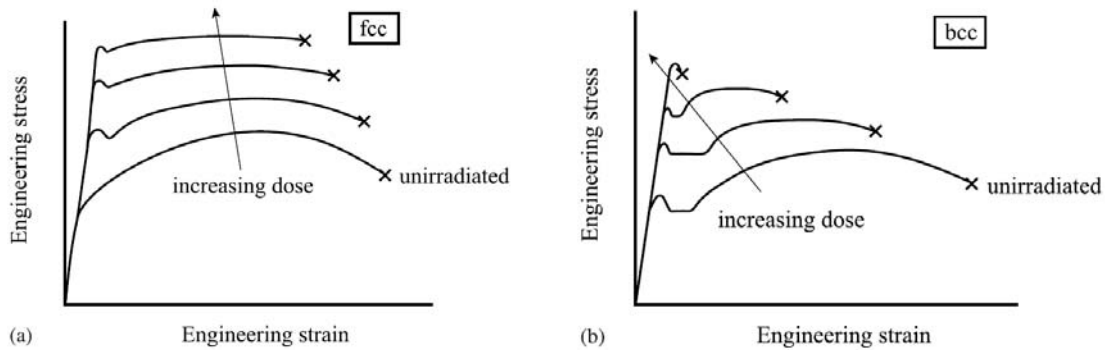 fcc
Engineering stress
increasing dose
unirradiated
(a)
Engineering strain
bcc
Engineering stress
unirradiated
increasing dose
(b)
Engineering strain